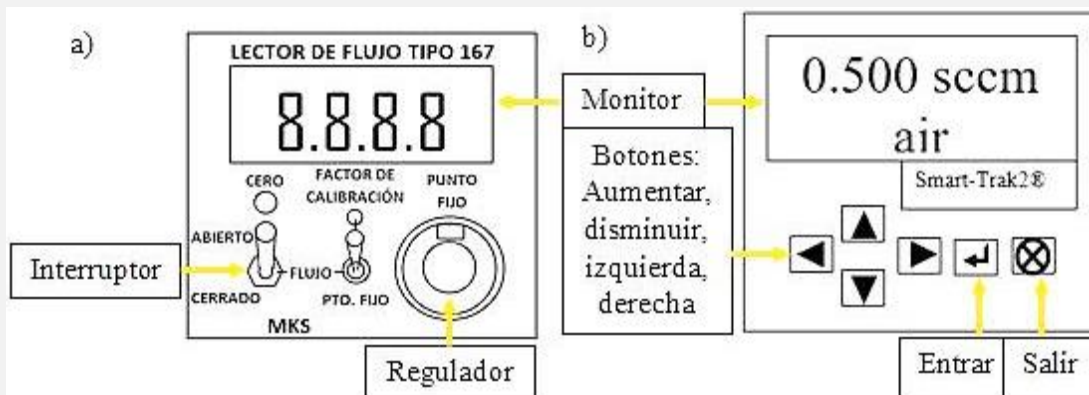 a)
LECTOR DE FLUJO TIPO 167
8.8.8.8
CERO
FACTOR DE
CALIBRACIÓN
PUNTO
FIJO
ABIERTO
FLUJO
CERRADO
PTO. FIJO
MKS
Interruptor
Regulador
Monitor
Botones:
Aumentar,
disminuir,
izquierda,
derecha
b)
0.500 sccm
air
Smart-Trak2®
Entrar
Salir